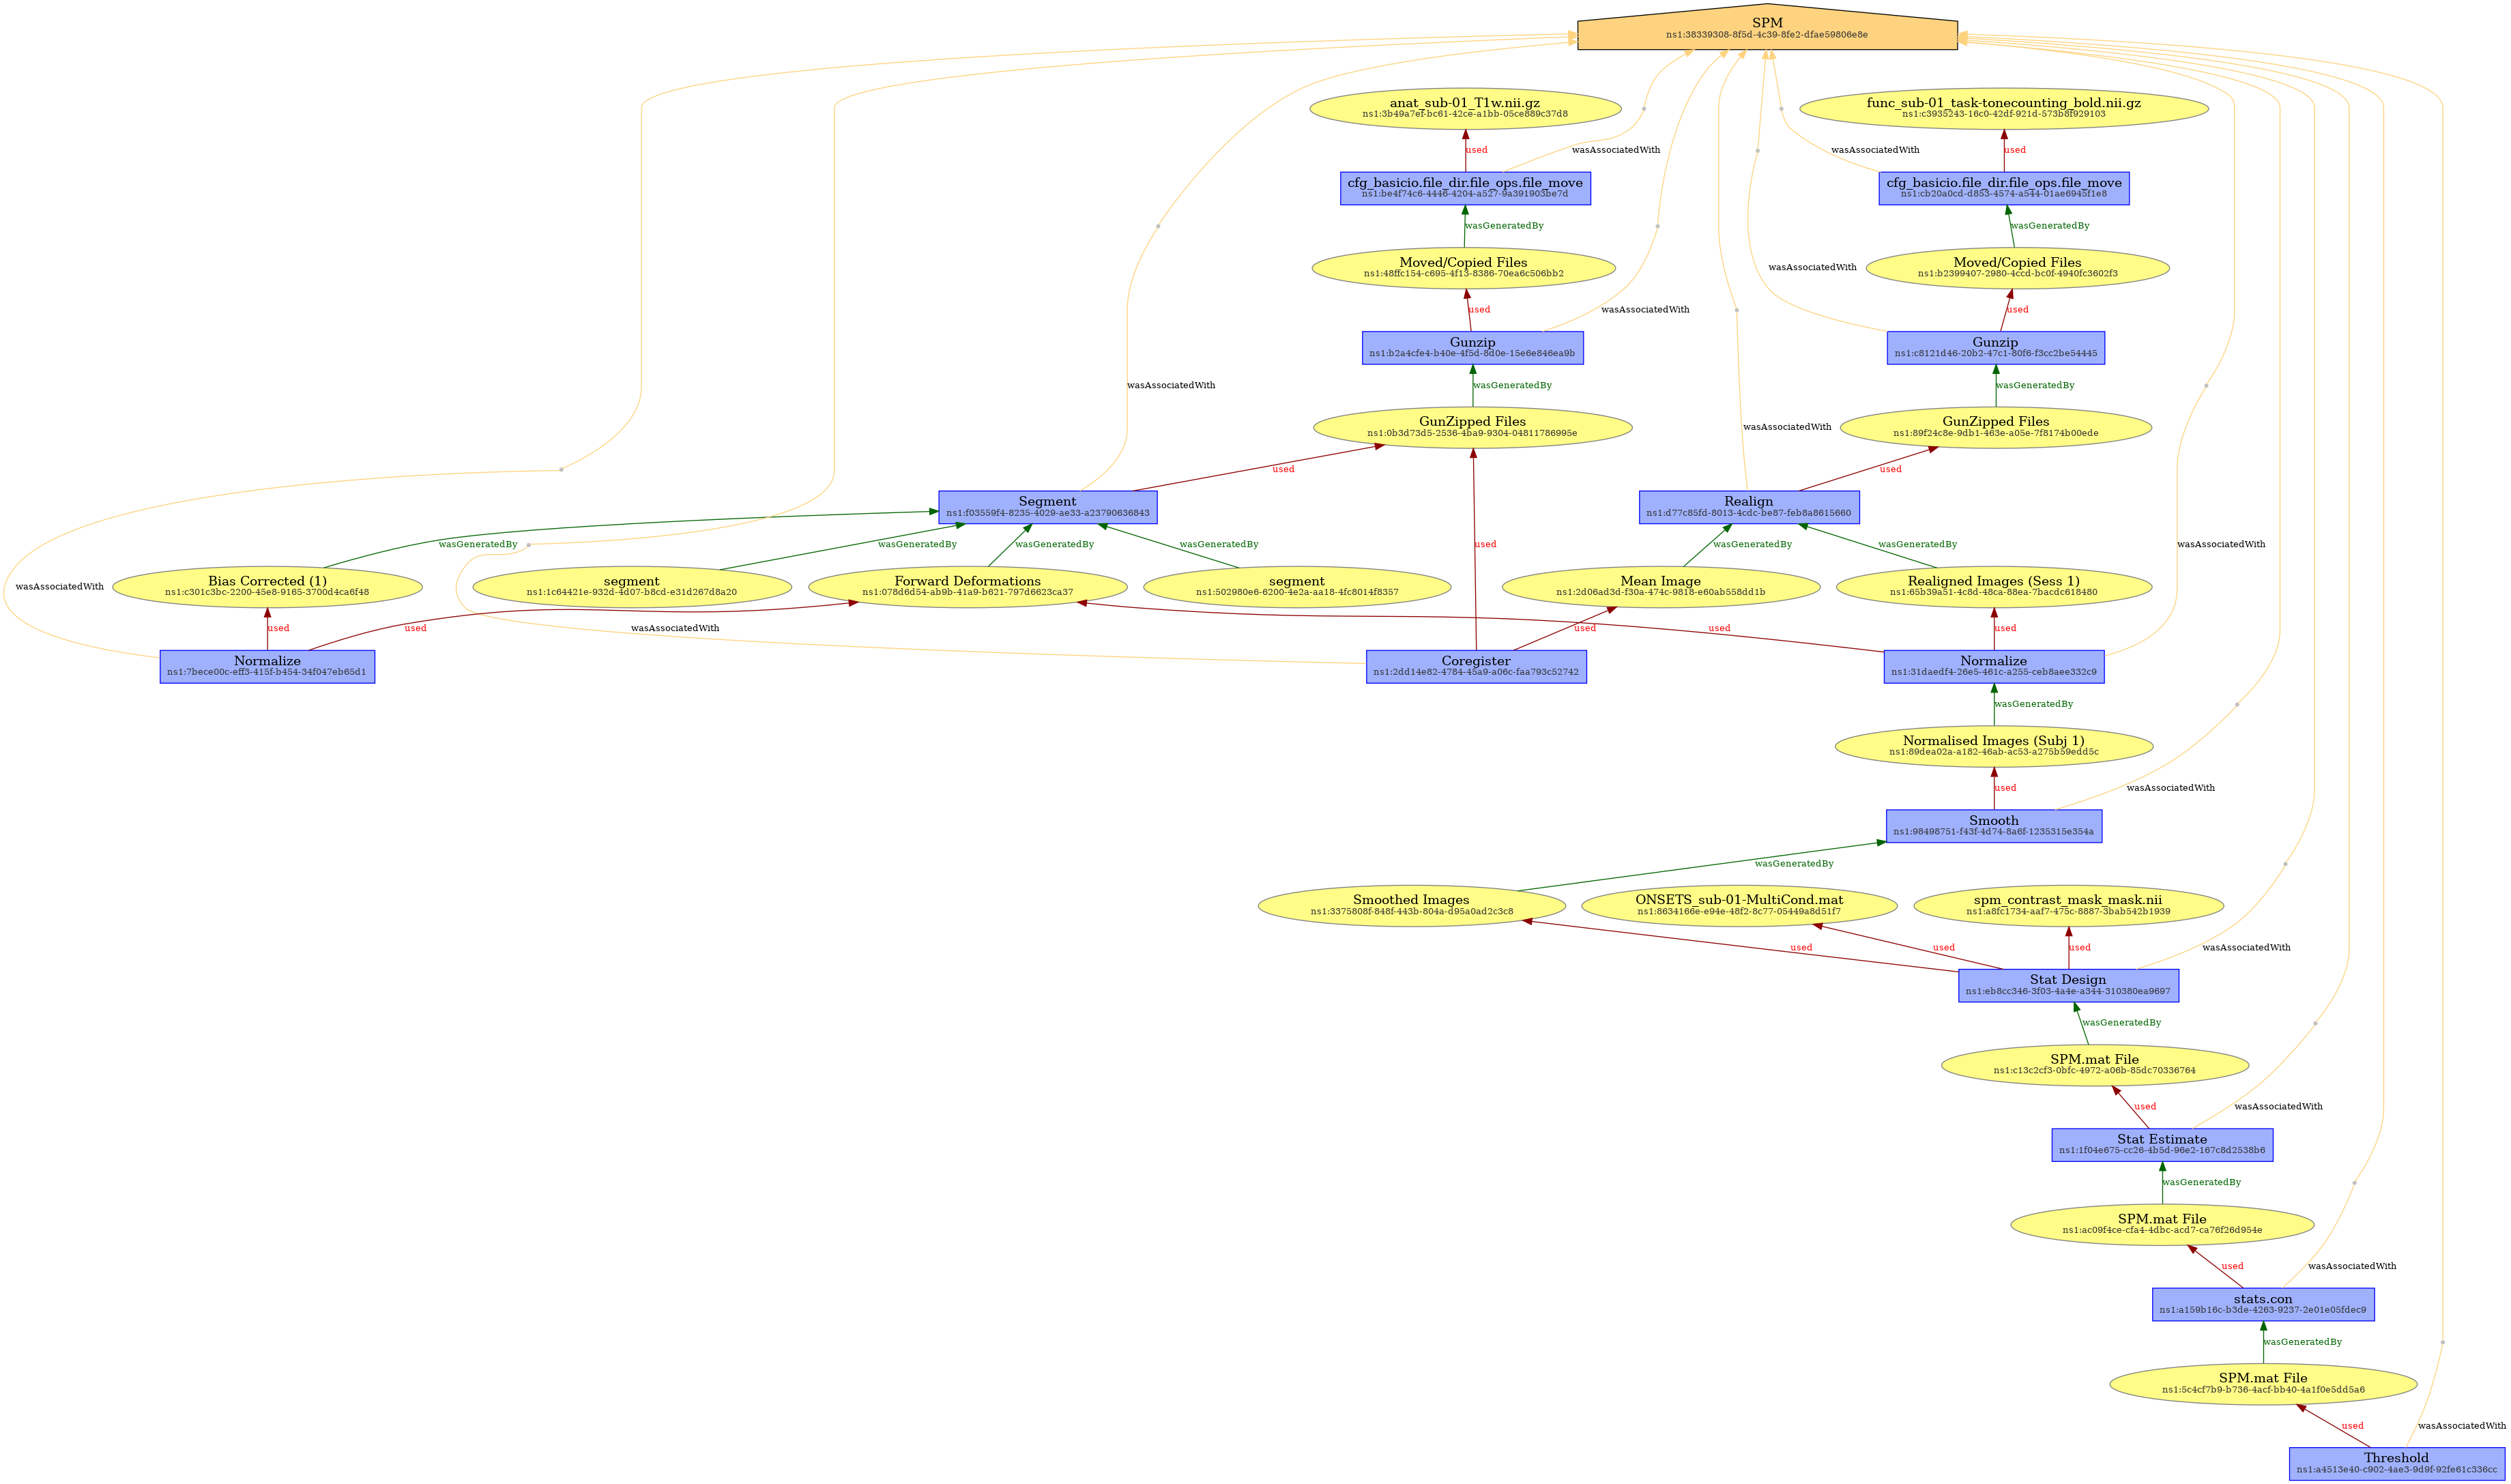 SPM
ns1:38339308-8f5d-4c39-8fe2-dfae59806e8e
anat_sub-01_T1w.nii.gz
ns1:3b49a7ef-bc61-42ce-a1bb-05ce889c37d8
func_sub-01_task-tonecounting_bold.nii.gz
ns1:c3935243-16c0-42df-921d-573b8f929103
used
wasAssociatedWith
wasAssociatedWith
used
cfg_basicio.file_dir.file_ops.file_move
ns1:be4f74c6-4446-4204-a527-9a391903be7d
cfg_basicio.file_dir.file_ops.file_move
ns1:cb20a0cd-d853-4574-a544-01ae6945f1e8
wasGeneratedBy
wasGeneratedBy
Moved/Copied Files
ns1:48ffc154-c695-4f13-8386-70ea6c506bb2
Moved/Copied Files
ns1:b2399407-2980-4ccd-bc0f-4940fc3602f3
wasAssociatedWith
used
wasAssociatedWith
used
Gunzip
ns1:b2a4cfe4-b40e-4f5d-8d0e-15e6e846ea9b
Gunzip
ns1:c8121d46-20b2-47c1-80f6-f3cc2be54445
wasAssociatedWith
wasGeneratedBy
wasGeneratedBy
GunZipped Files
ns1:0b3d73d5-2536-4ba9-9304-04811786995e
wasAssociatedWith
GunZipped Files
ns1:89f24c8e-9db1-463e-a05e-7f8174b00ede
used
used
Segment
ns1:f03559f4-8235-4029-ae33-a23790636843
Realign
ns1:d77c85fd-8013-4cdc-be87-feb8a8615660
wasGeneratedBy
wasGeneratedBy
wasGeneratedBy
wasGeneratedBy
used
wasGeneratedBy
wasGeneratedBy
wasAssociatedWith
wasAssociatedWith
Bias Corrected (1)
ns1:c301c3bc-2200-45e8-9165-3700d4ca6f48
segment
ns1:1c64421e-932d-4d07-b8cd-e31d267d8a20
Forward Deformations
ns1:078d6d54-ab9b-41a9-b621-797d6623ca37
segment
ns1:502980e6-6200-4e2a-aa18-4fc8014f8357
Mean Image
ns1:2d06ad3d-f30a-474c-9818-e60ab558dd1b
Realigned Images (Sess 1)
ns1:65b39a51-4c8d-48ca-88ea-7bacdc618480
used
used
wasAssociatedWith
used
used
used
Normalize
ns1:7bece00c-eff3-415f-b454-34f047eb65d1
Coregister
ns1:2dd14e82-4784-45a9-a06c-faa793c52742
Normalize
ns1:31daedf4-26e5-461c-a255-ceb8aee332c9
wasGeneratedBy
Normalised Images (Subj 1)
ns1:89dea02a-a182-46ab-ac53-a275b59edd5c
used
wasAssociatedWith
Smooth
ns1:98498751-f43f-4d74-8a6f-1235315e354a
wasGeneratedBy
Smoothed Images
ns1:3375808f-848f-443b-804a-d95a0ad2c3c8
ONSETS_sub-01-MultiCond.mat
ns1:8634166e-e94e-48f2-8c77-05449a8d51f7
spm_contrast_mask_mask.nii
ns1:a8fc1734-aaf7-475c-8887-3bab542b1939
used
used
used
wasAssociatedWith
Stat Design
ns1:eb8cc346-3f03-4a4e-a344-310380ea9697
wasGeneratedBy
SPM.mat File
ns1:c13c2cf3-0bfc-4972-a06b-85dc70336764
used
wasAssociatedWith
Stat Estimate
ns1:1f04e675-cc26-4b5d-96e2-167c8d2538b6
wasGeneratedBy
SPM.mat File
ns1:ac09f4ce-cfa4-4dbc-acd7-ca76f26d954e
used
wasAssociatedWith
stats.con
ns1:a159b16c-b3de-4263-9237-2e01e05fdec9
wasGeneratedBy
SPM.mat File
ns1:5c4cf7b9-b736-4acf-bb40-4a1f0e5dd5a6
used
wasAssociatedWith
Threshold
ns1:a4513e40-c902-4ae3-9d9f-92fe61c336cc